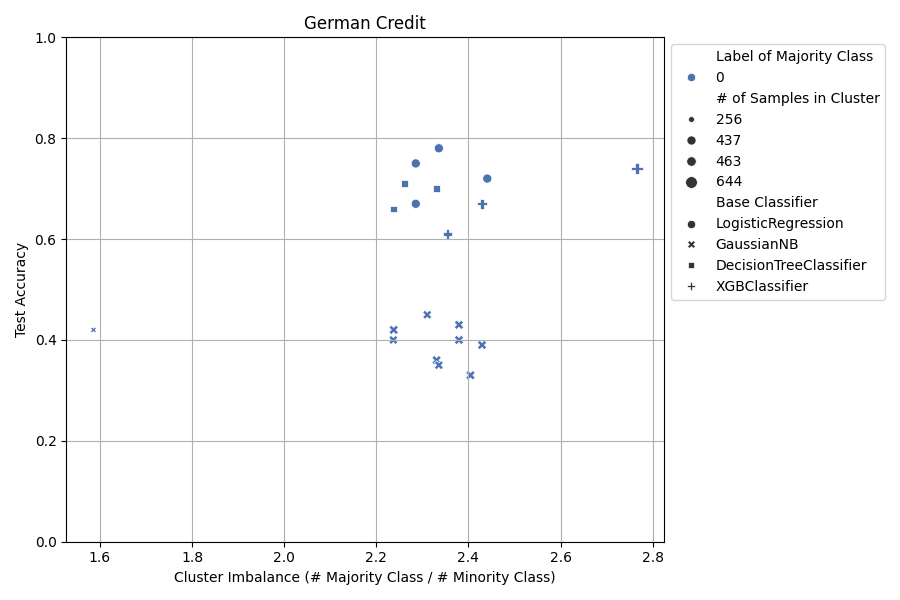 German Credit
1.0
0.8
0.6
0.4
0.2
0.0
Test Accuracy
1.6
1.8
2.0
2.2
2.4
2.6
2.8
Cluster Imbalance (# Majority Class / # Minority Class)
Label of Majority Class
0
# of Samples in Cluster
256
437
463
644
Base Classifier
LogisticRegression
GaussianNB
DecisionTreeClassifier
XGBClassifier